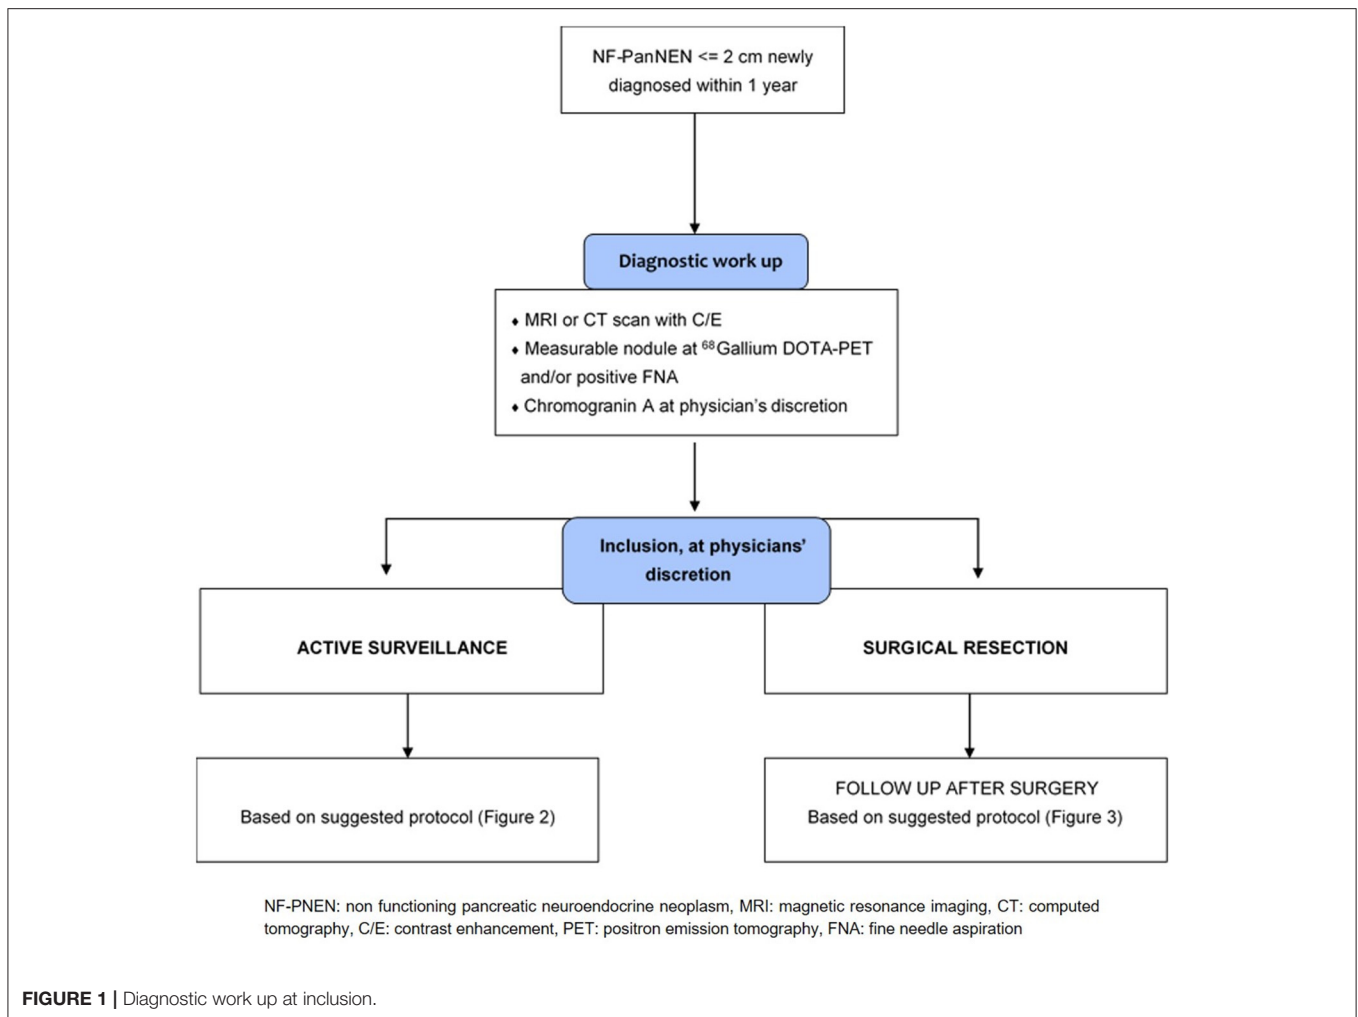 NF-PanNEN <= 2 cm newly
diagnosed within 1 year
Diagnostic work up
♦ MRI or CT scan with C/E
♦ Measurable nodule at ⁶⁸Gallium DOTA-PET
and/or positive FNA
♦ Chromogranin A at physician's discretion
Inclusion, at physicians'
discretion
ACTIVE SURVEILLANCE
SURGICAL RESECTION
Based on suggested protocol (Figure 2)
FOLLOW UP AFTER SURGERY
Based on suggested protocol (Figure 3)
NF-PNEN: non functioning pancreatic neuroendocrine neoplasm, MRI: magnetic resonance imaging, CT: computed
tomography, C/E: contrast enhancement, PET: positron emission tomography, FNA: fine needle aspiration
FIGURE 1 | Diagnostic work up at inclusion.